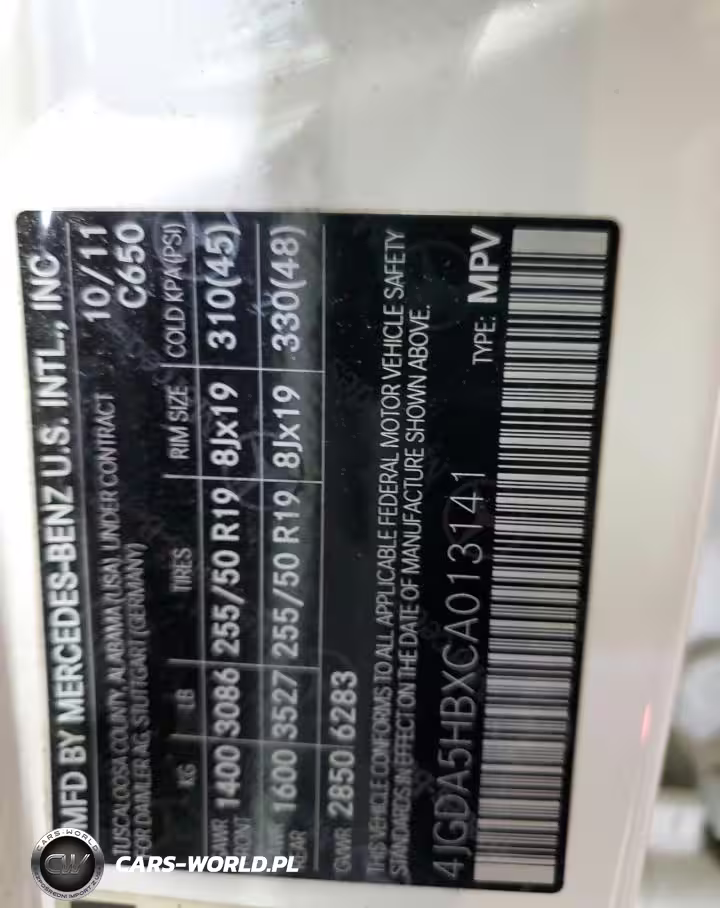 MFD BY MERCEDES-BENZ U.S. INTL., INC
TUSCALOOSA COUNTY, ALABAMA (USA), UNDER CONTRACT 10/11
FOR DAIMLER AG, STUTTGART (GERMANY) C650
KG LB TIRES RIM SIZE COLD KPA/(PSI)
GAWR 1400 3086 255/50 R19 8Jx19 310(45)
1600 3527 255/50 R19 8Jx19 330(48)
GVWR 2850 6283
THIS VEHICLE CONFORMS TO ALL APPLICABLE FEDERAL MOTOR VEHICLE SAFETY
STANDARDS IN EFFECT ON THE DATE OF MANUFACTURE SHOWN ABOVE.
4JGDA5HBXCA013141 TYPE: MPV
CARS-WORLD
CW
CARS-WORLD.PL